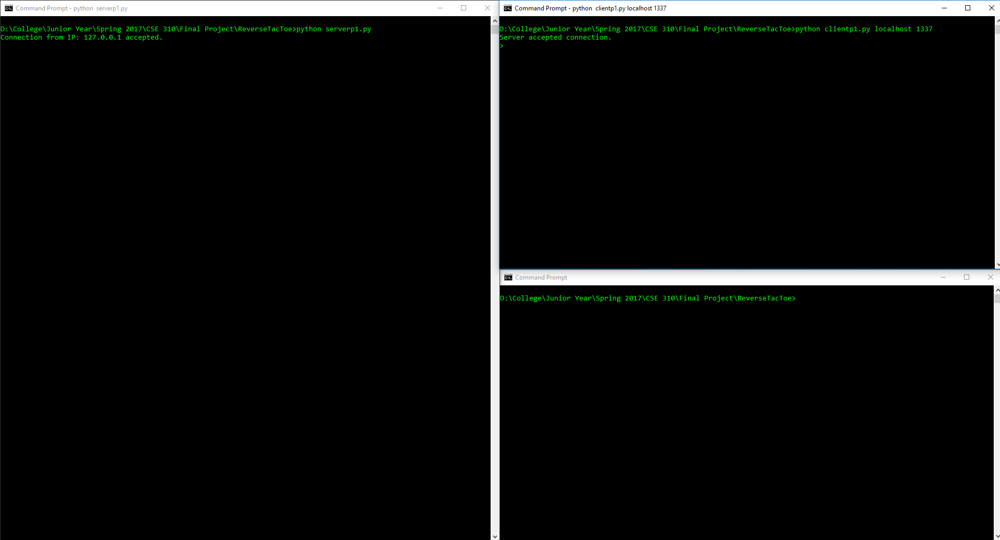 Command Prompt - python  serverp1.py
D:\College\Junior Year\Spring 2017\CSE 310\Final Project\ReverseTacToe>python serverp1.py
Connection from IP: 127.0.0.1 accepted.
Command Prompt - python  clientp1.py localhost 1337
D:\College\Junior Year\Spring 2017\CSE 310\Final Project\ReverseTacToe>python clientp1.py localhost 1337
Server accepted connection.
>
Command Prompt
D:\College\Junior Year\Spring 2017\CSE 310\Final Project\ReverseTacToe>